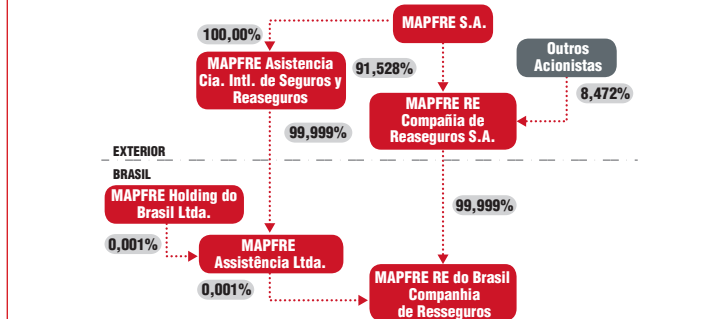 MAPFRE S.A.
100,00%
MAPFRE Asistencia
Cia. Intl. de Seguros y
Reaseguros
91,528%
Outros
Acionistas
8,472%
MAPFRE RE
Compañia de
Reaseguros S.A.
99,999%
EXTERIOR
BRASIL
MAPFRE Holding do
Brasil Ltda.
99,999%
0,001%
MAPFRE
Assistência Ltda.
0,001%
MAPFRE RE do Brasil
Companhia
de Resseguros